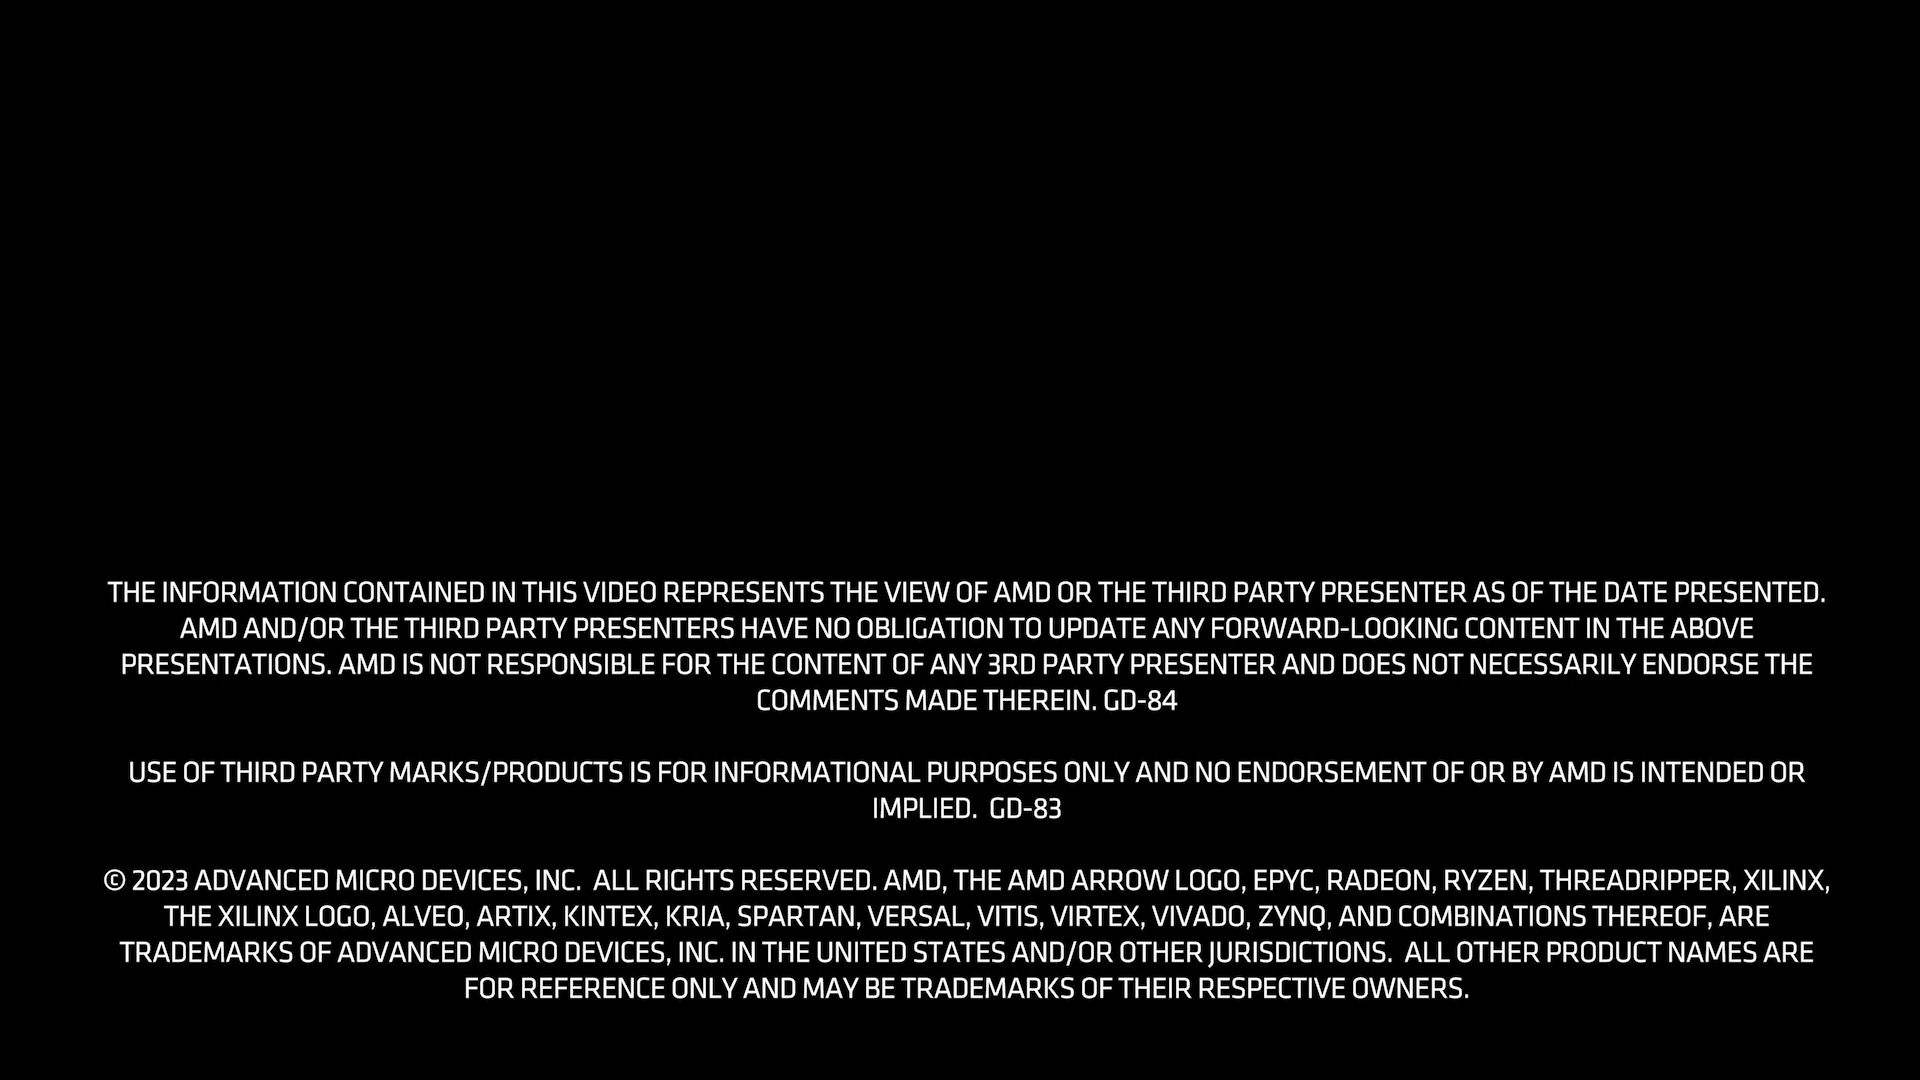 THE INFORMATION CONTAINED IN THIS VIDEO REPRESENTS THE VIEW OF AMD OR THE THIRD PARTY PRESENTER AS OF THE DATE PRESENTED.
AMD AND/OR THE THIRD PARTY PRESENTERS HAVE NO OBLIGATION TO UPDATE ANY FORWARD-LOOKING CONTENT IN THE ABOVE
PRESENTATIONS. AMD IS NOT RESPONSIBLE FOR THE CONTENT OF ANY 3RD PARTY PRESENTER AND DOES NOT NECESSARILY ENDORSE THE
COMMENTS MADE THEREIN. GD-84
USE OF THIRD PARTY MARKS/PRODUCTS IS FOR INFORMATIONAL PURPOSES ONLY AND NO ENDORSEMENT OF OR BY AMD IS INTENDED OR
IMPLIED.  GD-83
© 2023 ADVANCED MICRO DEVICES, INC.  ALL RIGHTS RESERVED. AMD, THE AMD ARROW LOGO, EPYC, RADEON, RYZEN, THREADRIPPER, XILINX,
THE XILINX LOGO, ALVEO, ARTIX, KINTEX, KRIA, SPARTAN, VERSAL, VITIS, VIRTEX, VIVADO, ZYNQ, AND COMBINATIONS THEREOF, ARE
TRADEMARKS OF ADVANCED MICRO DEVICES, INC. IN THE UNITED STATES AND/OR OTHER JURISDICTIONS.  ALL OTHER PRODUCT NAMES ARE
FOR REFERENCE ONLY AND MAY BE TRADEMARKS OF THEIR RESPECTIVE OWNERS.